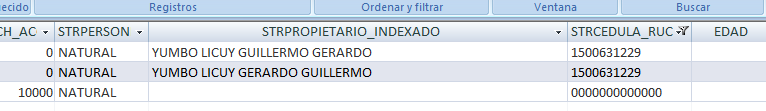 ecido Registros Ordenar y filtrar Ventana Buscar
CH_AC STRPERSON STRPROPIETARIO_INDEXADO STRCEDULA_RUC EDAD
0 NATURAL YUMBO LICUY GUILLERMO GERARDO 1500631229
0 NATURAL YUMBO LICUY GERARDO GUILLERMO 1500631229
10000 NATURAL 0000000000000